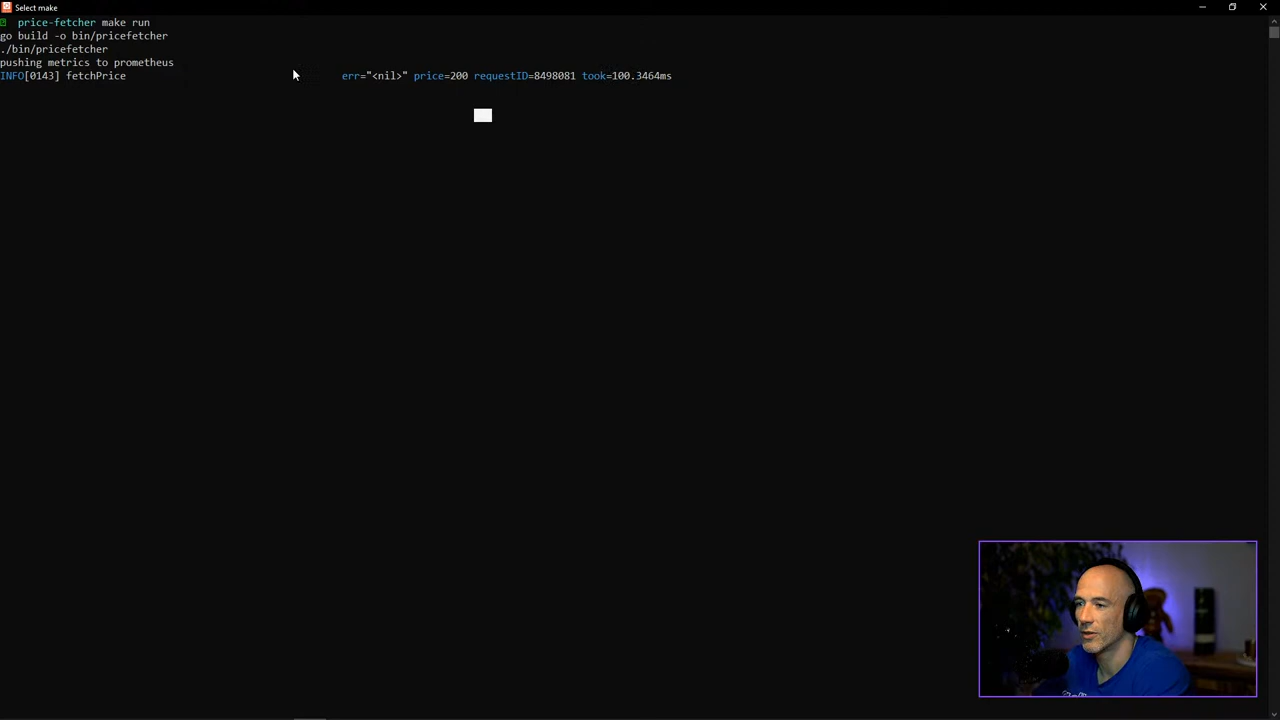 Select make
price-fetcher make run
go build -o bin/pricefetcher
./bin/pricefetcher
pushing metrics to prometheus
INFO[0143] fetchPrice err="<nil>" price=200 requestID=8498081 took=100.3464ms